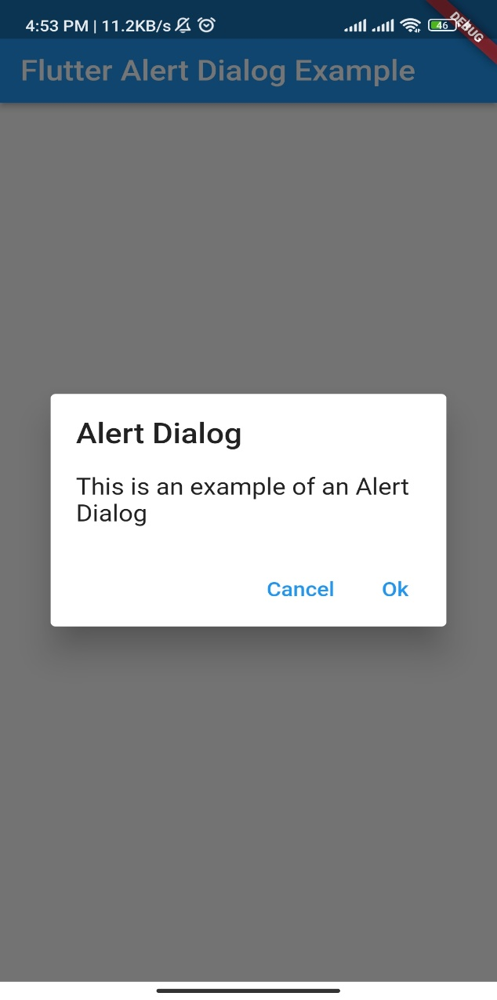 4:53 PM | 11.2KB/s
46
DEBUG
Flutter Alert Dialog Example
Alert Dialog
This is an example of an Alert
Dialog
Cancel Ok